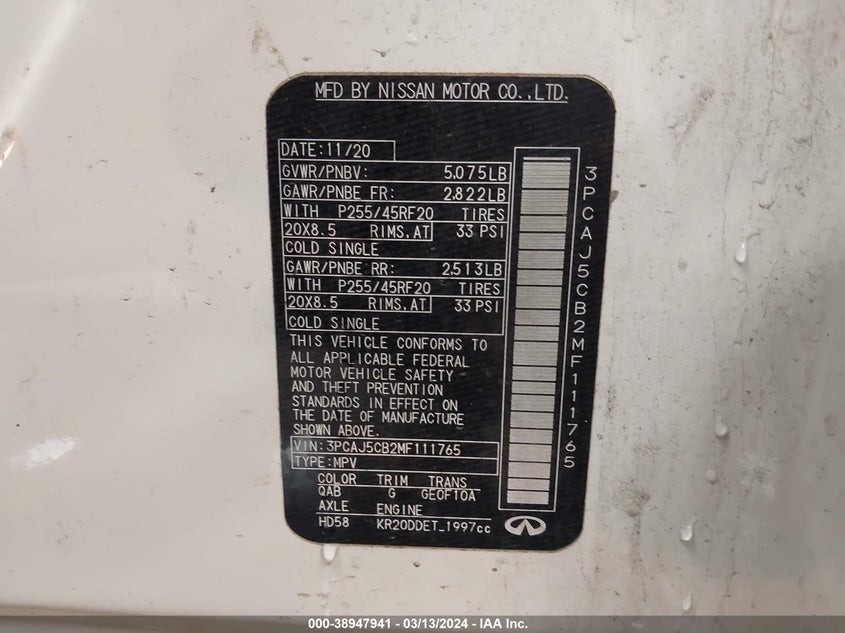 MFD BY NISSAN MOTOR CO.,LTD.
DATE:11/20
GVWR/PNBV: 5.075LB
GAWR/PNBE FR: 2.822LB
WITH P255/45RF20 TIRES
20X8.5 RIMS,AT 33 PSI
COLD SINGLE
GAWR/PNBE RR: 2.513LB
WITH P255/45RF20 TIRES
20X8.5 RIMS,AT 33 PSI
COLD SINGLE
THIS VEHICLE CONFORMS TO
ALL APPLICABLE FEDERAL
MOTOR VEHICLE SAFETY
AND THEFT PREVENTION
STANDARDS IN EFFECT ON
THE DATE OF MANUFACTURE
SHOWN ABOVE.
VIN: 3PCAJ5CB2MF111765
TYPE: MPV
COLOR TRIM TRANS
QAB G GE0F10A
AXLE ENGINE
HD58 KR20DDET_1997cc
3PCAJ5CB2MF111765
000-38947941 - 03/13/2024 - IAA Inc.